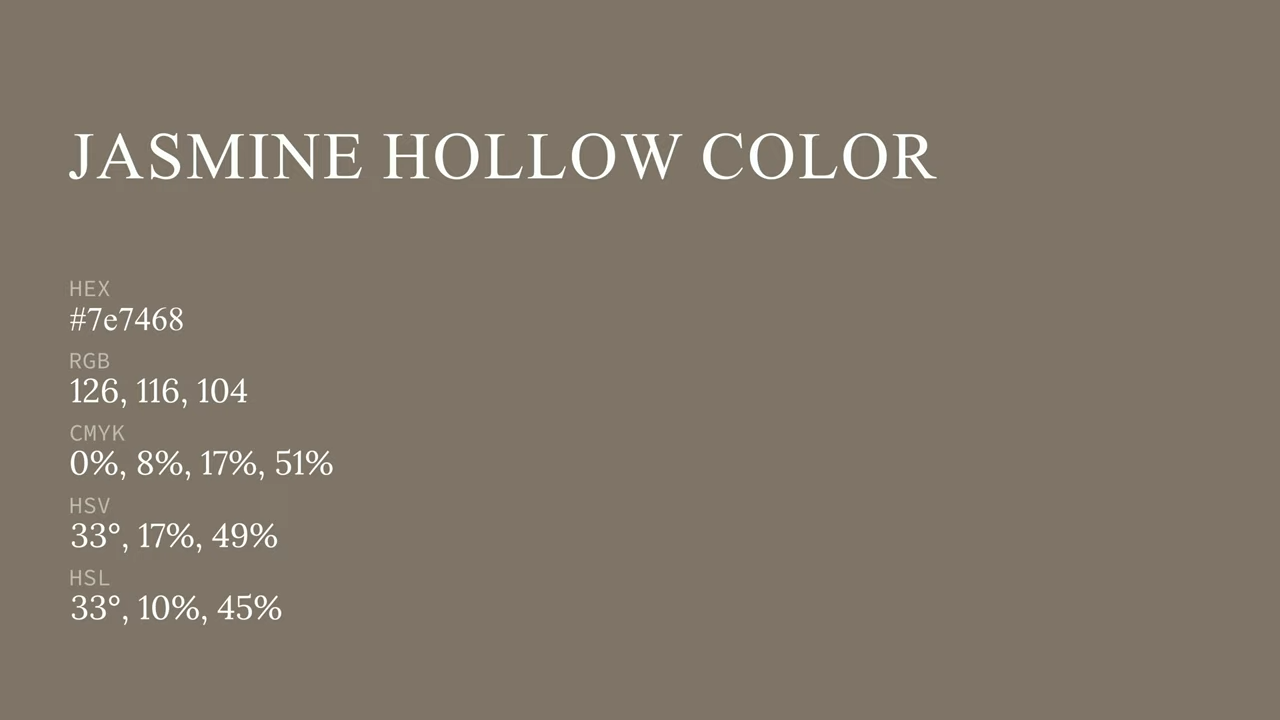 JASMINE HOLLOW COLOR
HEX
#7e7468
RGB
126, 116, 104
CMYK
0%, 8%, 17%, 51%
HSV
33°, 17%, 49%
HSL
33°, 10%, 45%